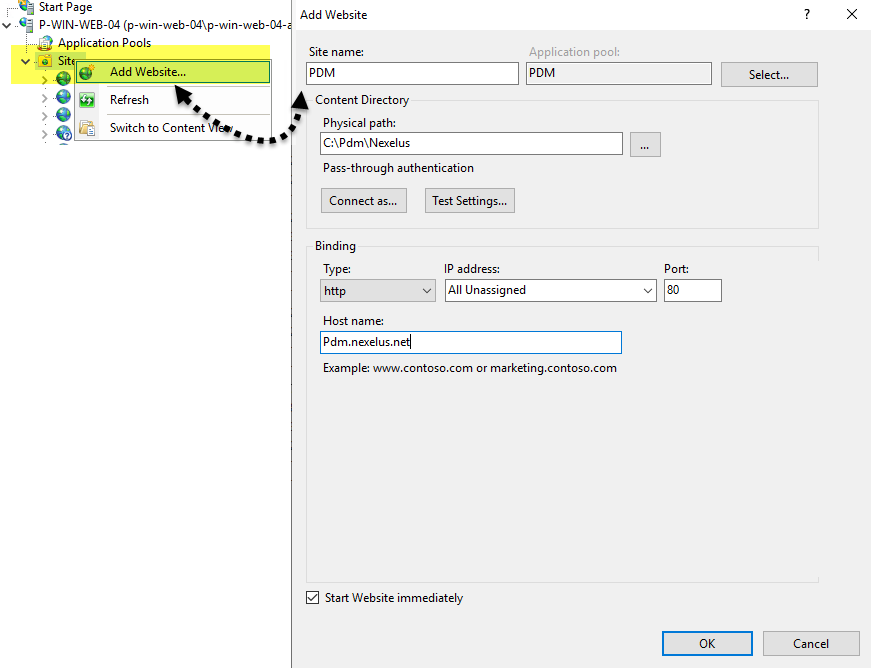 Start Page
P-WIN-WEB-04 (p-win-web-04\p-win-web-04-a
Application Pools
Site
Add Website...
Refresh
Switch to Content View
Add Website
?
Site name:
Application pool:
PDM
PDM
Select...
Content Directory
Physical path:
C:\Pdm\Nexelus
...
Pass-through authentication
Connect as...
Test Settings...
Binding
Type:
IP address:
Port:
http
All Unassigned
80
Host name:
Pdm.nexelus.net
Example: www.contoso.com or marketing.contoso.com
Start Website immediately
OK
Cancel